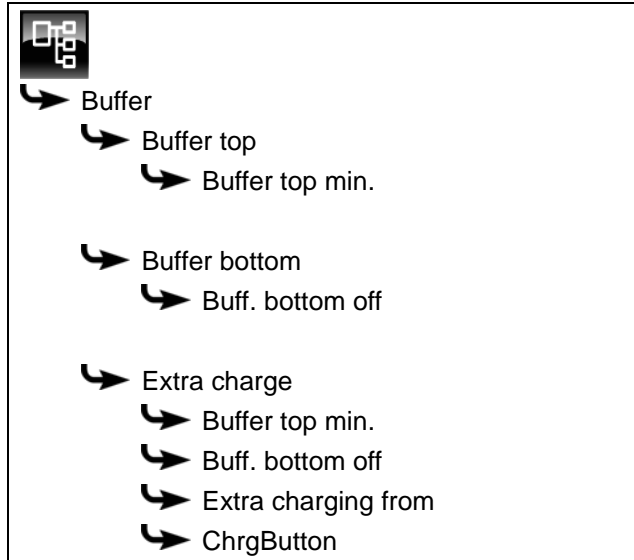 Buffer
Buffer top
Buffer top min.
Buffer bottom
Buff. bottom off
Extra charge
Buffer top min.
Buff. bottom off
Extra charging from
ChrgButton